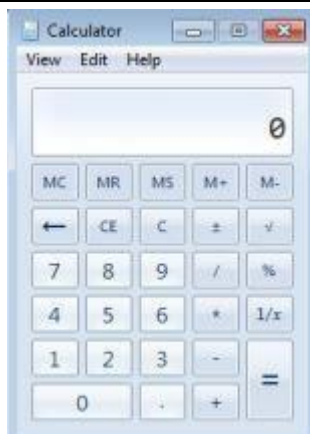 Calculator
View Edit Help
0
MC MR MS M+ M-
← CE C ± √
7 8 9 / %
4 5 6 * 1/x
1 2 3 - =
0 . +